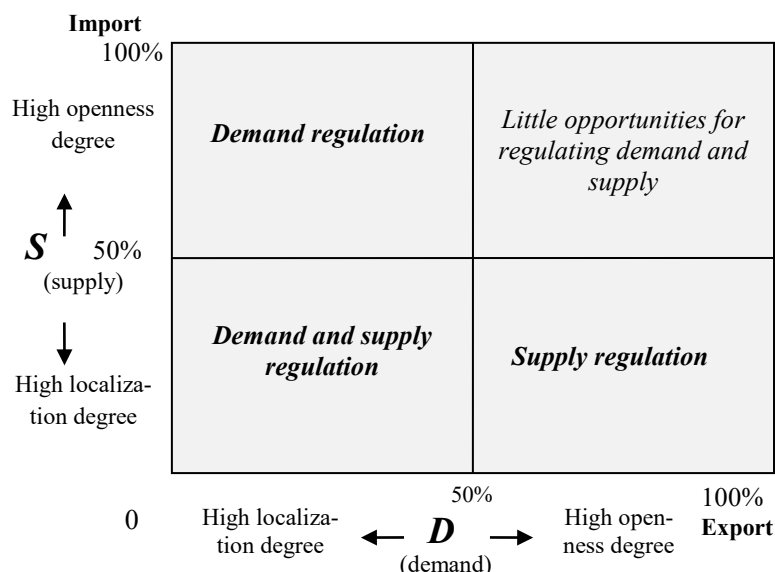 Import
100%
High openness
degree
Demand regulation
Little opportunities for
regulating demand and
supply
S
50%
(supply)
Demand and supply
regulation
Supply regulation
High localiza-
tion degree
0
High localiza-
tion degree
50%
D
(demand)
High open-
ness degree
100%
Export